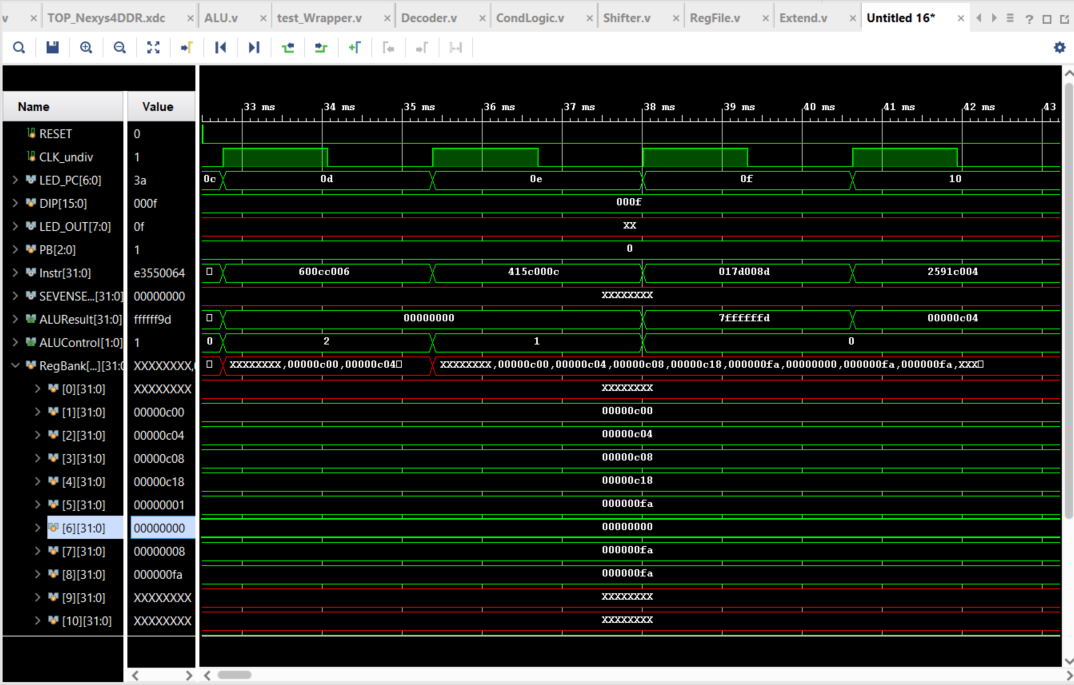 v TOP_Nexys4DDR.xdc ALU.v test_Wrapper.v Decoder.v CondLogic.v Shifter.v RegFile.v Extend.v Untitled 16*
Name Value
33 ms 34 ms 35 ms 36 ms 37 ms 38 ms 39 ms 40 ms 41 ms 42 ms 43
RESET 0
CLK_undiv 1
LED_PC[6:0] 3a 0c 0d 0e 0f 10
DIP[15:0] 000f 000f
LED_OUT[7:0] 0f XX
PB[2:0] 1 0
Instr[31:0] e3550064 600cc006 415c000c 017d008d 2591c004
SEVENSE...[31:0] 00000000 XXXXXXXX
ALUResult[31:0] ffffff9d 00000000 7ffffffd 00000c04
ALUControl[1:0] 1 0 2 1 0
RegBank[...][31:0 XXXXXXXX, XXXXXXXX,00000c00,00000c04 XXXXXXXX,00000c00,00000c04,00000c08,00000c18,000000fa,00000000,000000fa,000000fa,XXX
[0][31:0] XXXXXXXX XXXXXXXX
[1][31:0] 00000c00 00000c00
[2][31:0] 00000c04 00000c04
[3][31:0] 00000c08 00000c08
[4][31:0] 00000c18 00000c18
[5][31:0] 00000001 000000fa
[6][31:0] 00000000 00000000
[7][31:0] 00000008 000000fa
[8][31:0] 000000fa 000000fa
[9][31:0] XXXXXXXX XXXXXXXX
[10][31:0] XXXXXXXX XXXXXXXX